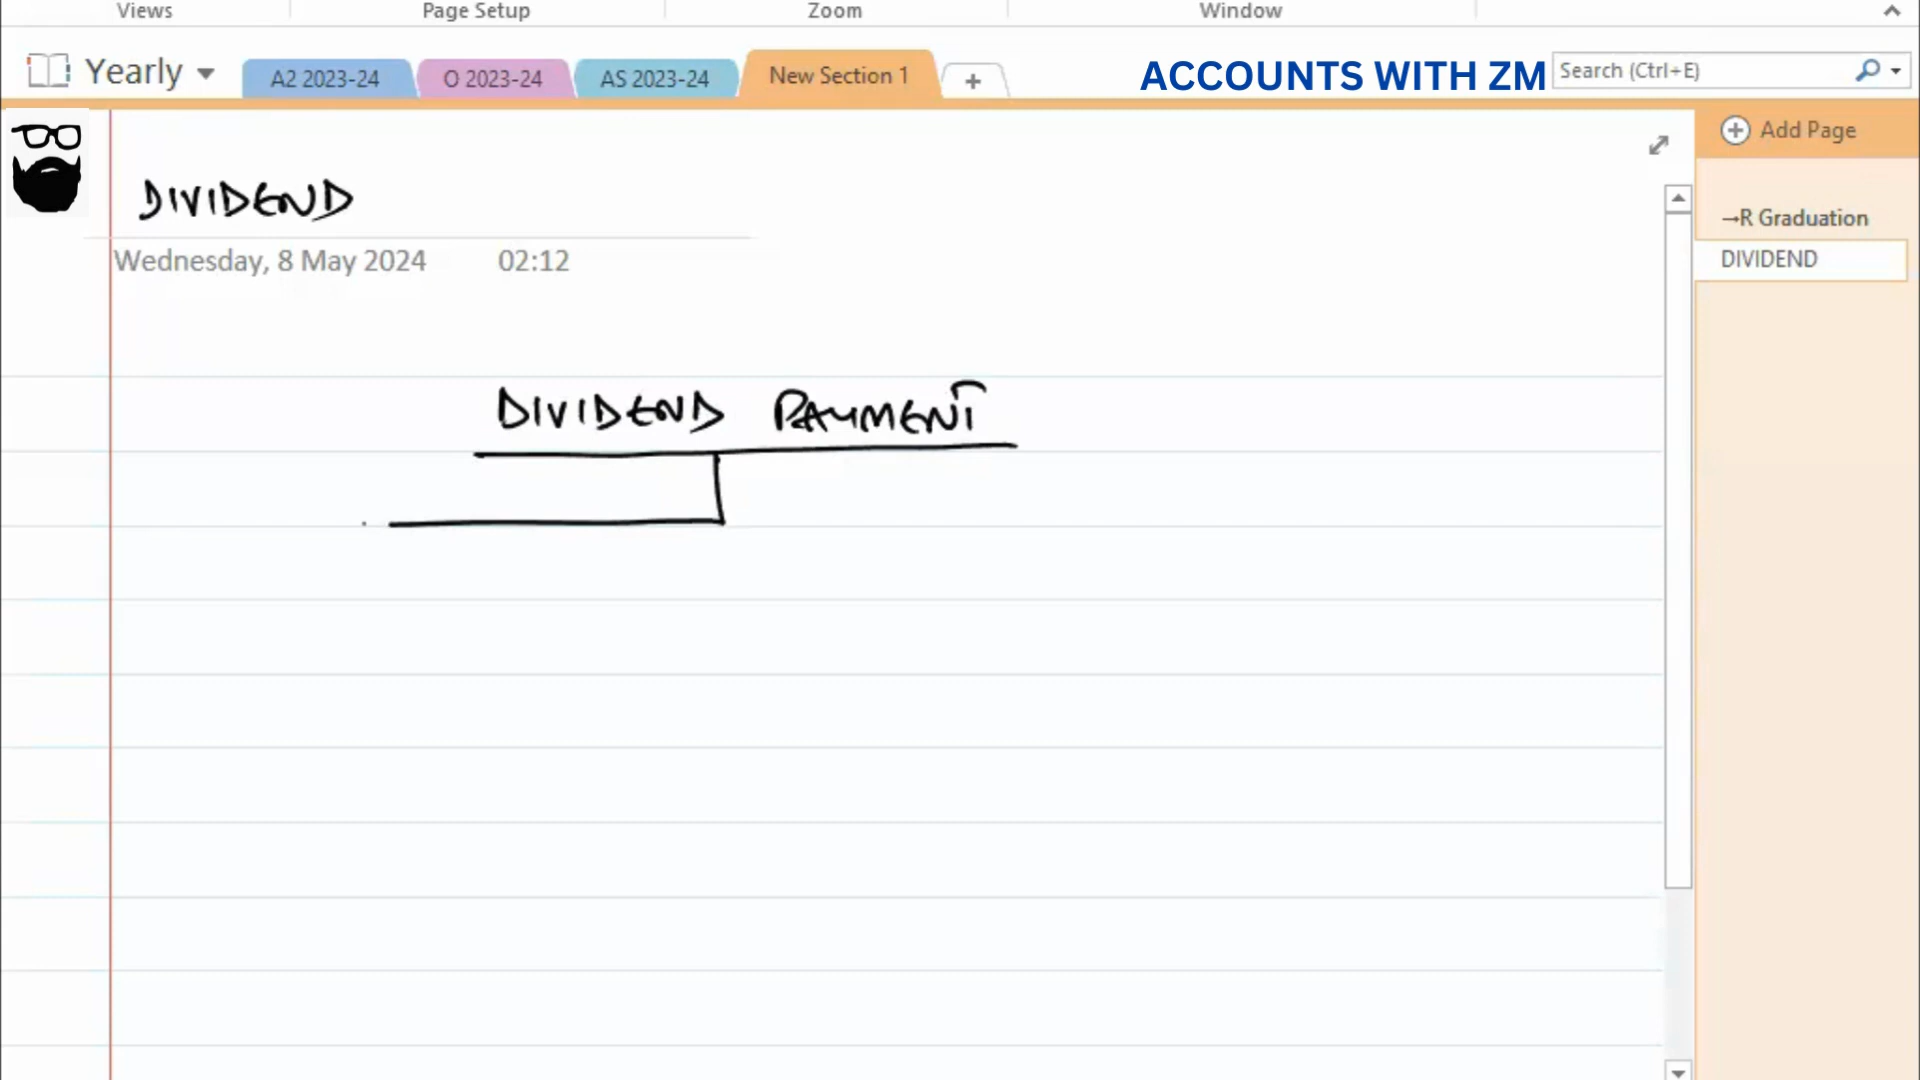 Views Page Setup Zoom Window
Yearly A2 2023-24 O 2023-24 AS 2023-24 New Section 1 ACCOUNTS WITH ZM Search (Ctrl+E)
Add Page
DIVIDEND
→R Graduation
Wednesday, 8 May 2024 02:12
DIVIDEND
DIVIDEND PAYMENT